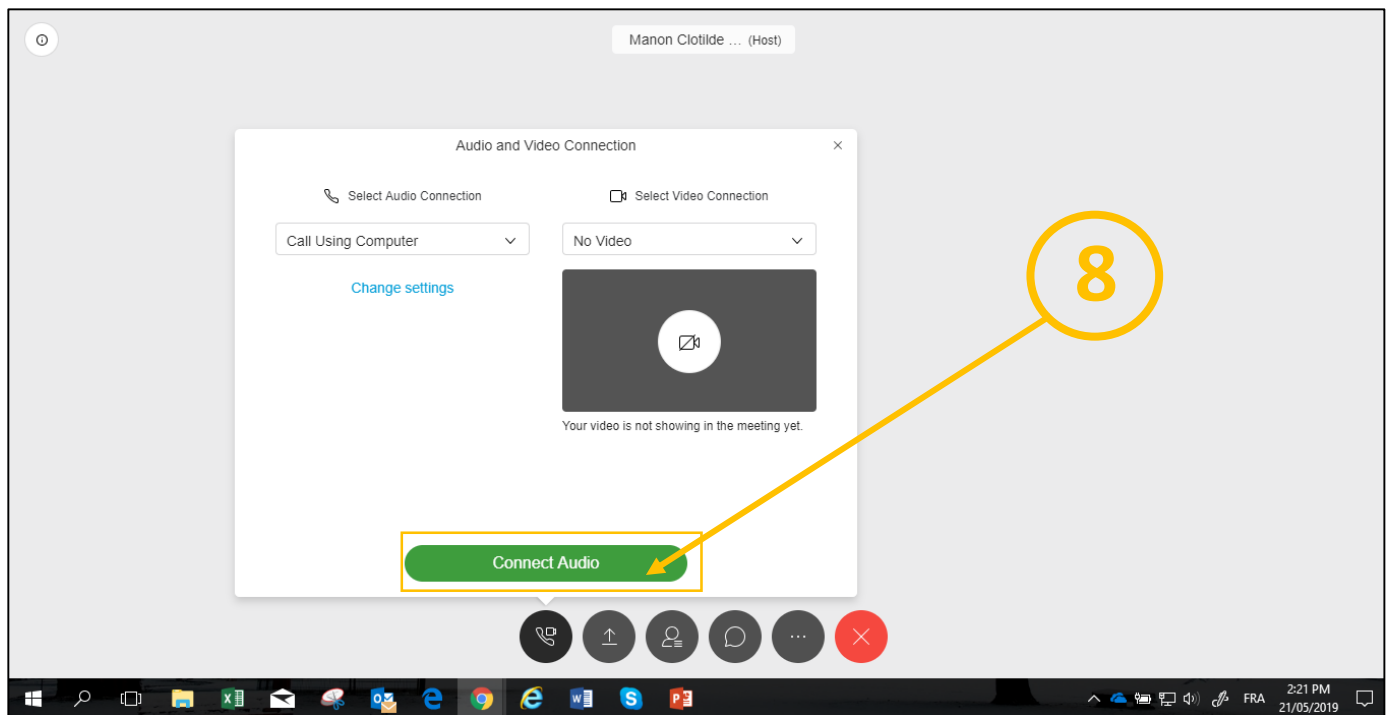 Manon Clotilde ... (Host)
Audio and Video Connection
Select Audio Connection
Select Video Connection
Call Using Computer
No Video
Change settings
8
Your video is not showing in the meeting yet.
Connect Audio
FRA
2:21 PM
21/05/2019